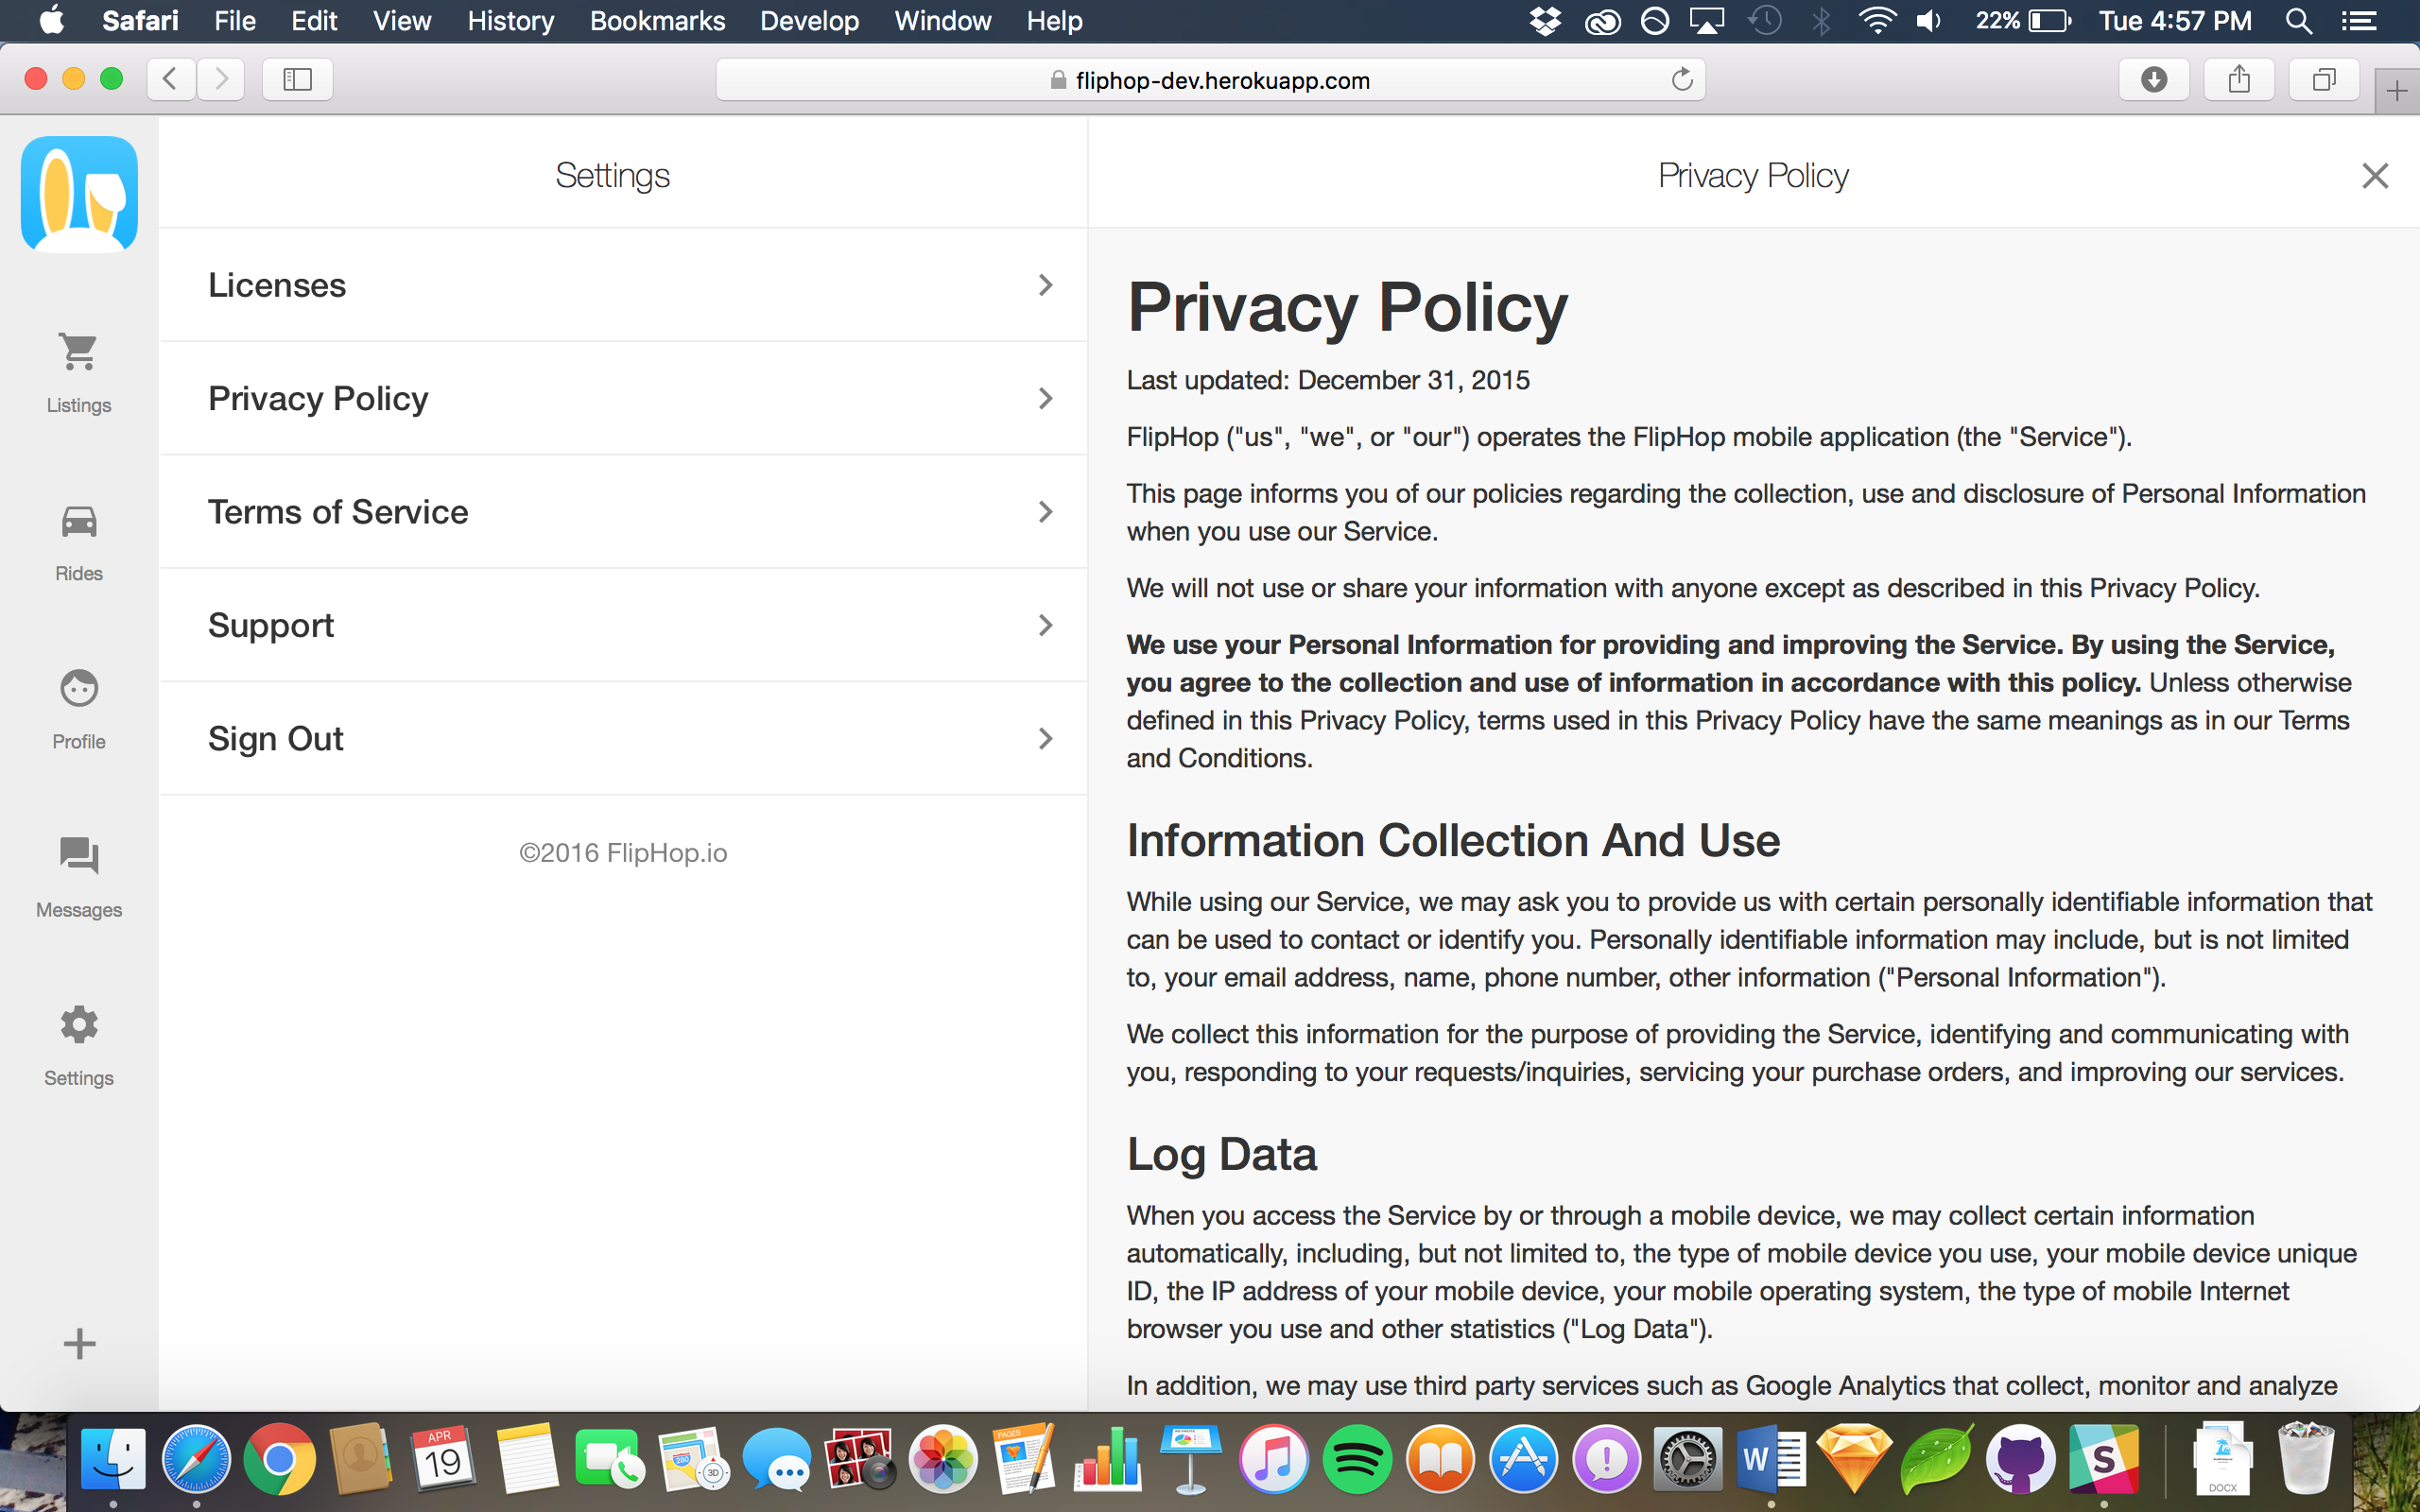 Safari File Edit View History Bookmarks Develop Window Help 22% Tue 4:57 PM
fliphop-dev.herokuapp.com
Listings
Rides
Profile
Messages
Settings
Settings
Licenses
Privacy Policy
Terms of Service
Support
Sign Out
©2016 FlipHop.io
Privacy Policy
Privacy Policy
Last updated: December 31, 2015
FlipHop ("us", "we", or "our") operates the FlipHop mobile application (the "Service").
This page informs you of our policies regarding the collection, use and disclosure of Personal Information
when you use our Service.
We will not use or share your information with anyone except as described in this Privacy Policy.
We use your Personal Information for providing and improving the Service. By using the Service,
you agree to the collection and use of information in accordance with this policy. Unless otherwise
defined in this Privacy Policy, terms used in this Privacy Policy have the same meanings as in our Terms
and Conditions.
Information Collection And Use
While using our Service, we may ask you to provide us with certain personally identifiable information that
can be used to contact or identify you. Personally identifiable information may include, but is not limited
to, your email address, name, phone number, other information ("Personal Information").
We collect this information for the purpose of providing the Service, identifying and communicating with
you, responding to your requests/inquiries, servicing your purchase orders, and improving our services.
Log Data
When you access the Service by or through a mobile device, we may collect certain information
automatically, including, but not limited to, the type of mobile device you use, your mobile device unique
ID, the IP address of your mobile device, your mobile operating system, the type of mobile Internet
browser you use and other statistics ("Log Data").
In addition, we may use third party services such as Google Analytics that collect, monitor and analyze
APR
19
280
3D
PAGES
W
S
DOCX